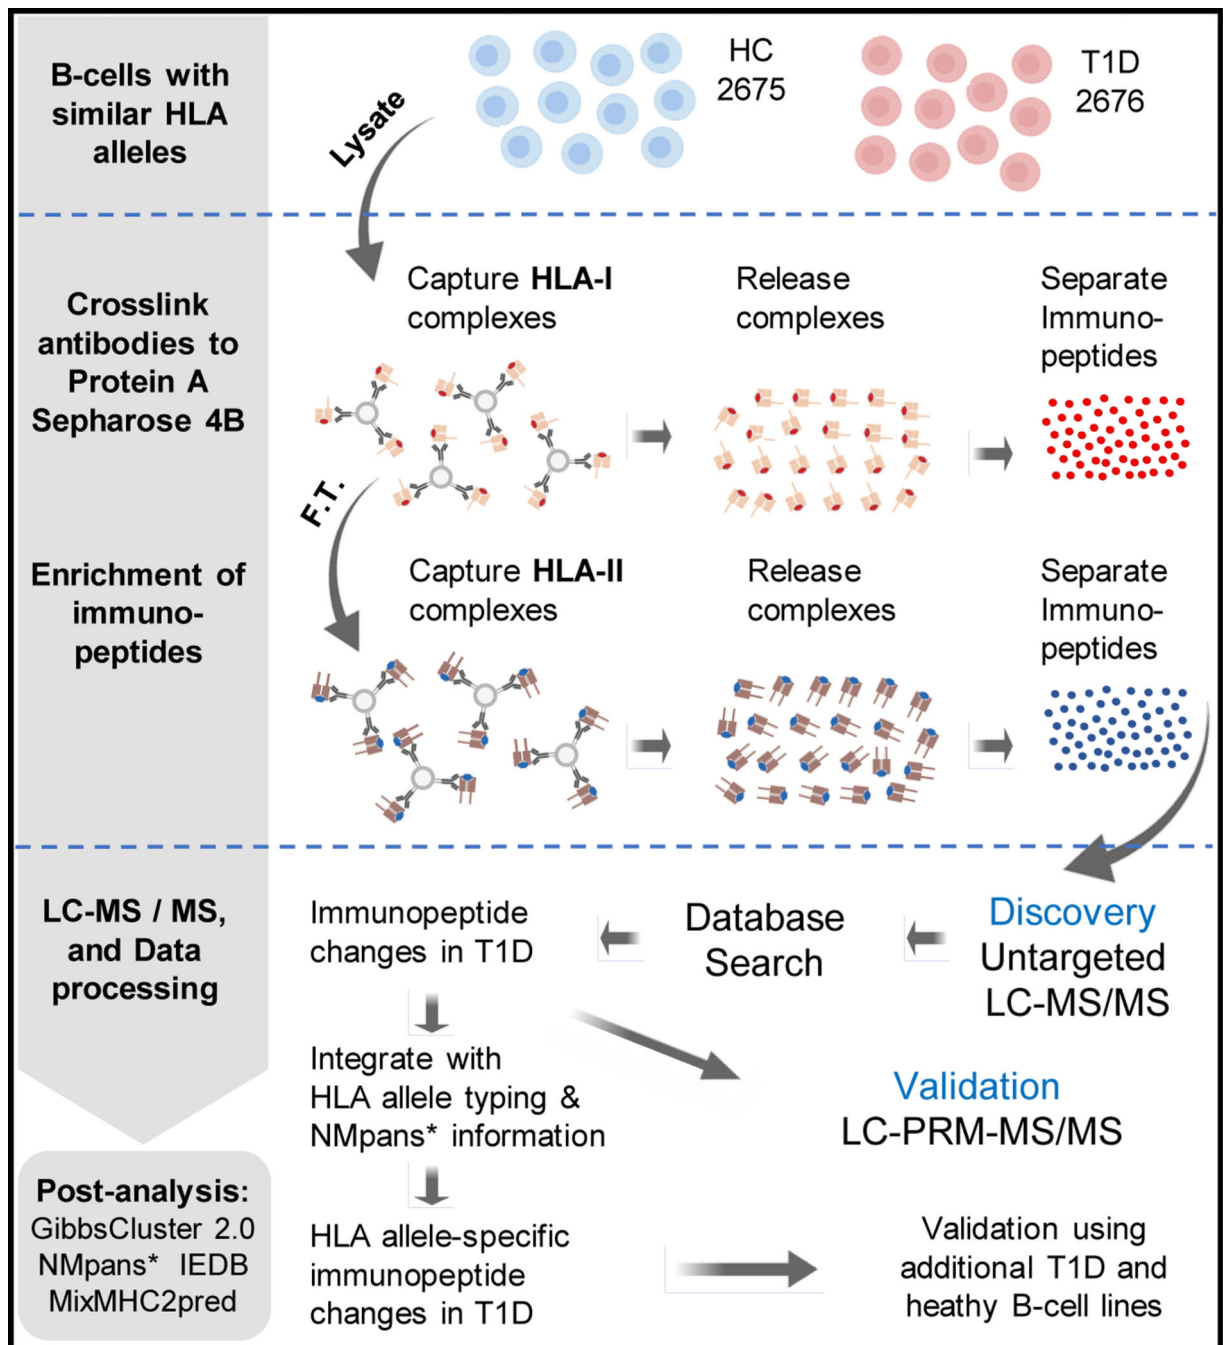 B-cells with
similar HLA
alleles
Lysate
HC
2675
T1D
2676
Crosslink
antibodies to
Protein A
Sepharose 4B
Enrichment of
immuno-
peptides
Capture HLA-I
complexes
Release
complexes
Separate
Immuno-
peptides
F.T.
Capture HLA-II
complexes
Release
complexes
Separate
Immuno-
peptides
LC-MS / MS,
and Data
processing
Immunopeptide
changes in T1D
Database
Search
Discovery
Untargeted
LC-MS/MS
Integrate with
HLA allele typing &
NMpans* information
Validation
LC-PRM-MS/MS
Post-analysis:
GibbsCluster 2.0
NMpans* IEDB
MixMHC2pred
HLA allele-specific
immunopeptide
changes in T1D
Validation using
additional T1D and
heathy B-cell lines